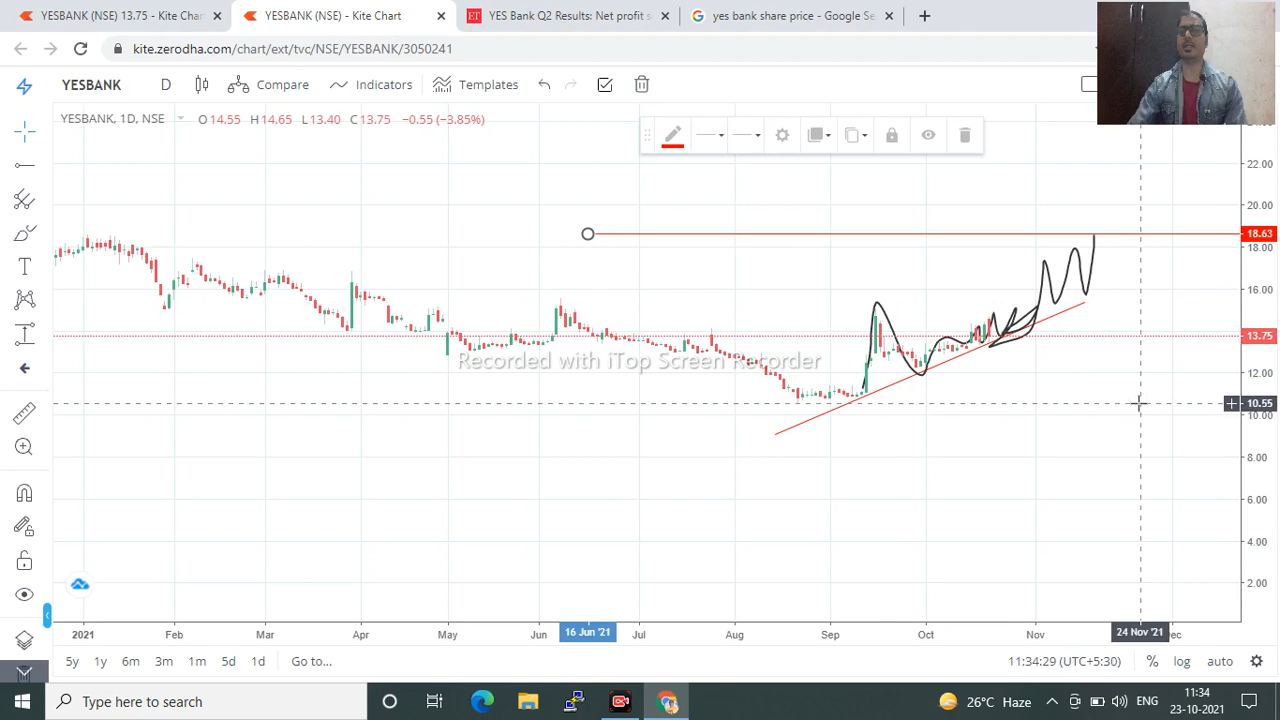 YESBANK (NSE) 13.75 - Kite Cha
YESBANK (NSE) - Kite Chart
YES Bank Q2 Results: Net profit s
yes bank share price - Google Se
kite.zerodha.com/chart/ext/tvc/NSE/YESBANK/3050241
YESBANK
D
Compare
Indicators
Templates
YESBANK, 1D, NSE
O14.55 H14.65 L13.40 C13.75 −0.55 (−3.85%)
22.00
20.00
18.63
18.00
16.00
13.75
12.00
10.55
10.00
8.00
6.00
4.00
2.00
Recorded with iTop Screen Recorder
2021 Feb Mar Apr May Jun 16 Jun '21 Jul Aug Sep Oct Nov 24 Nov '21
5y 1y 6m 3m 1m 5d 1d Go to...
11:34:29 (UTC+5:30) % log auto
Type here to search
26°C Haze
ENG
11:34
23-10-2021